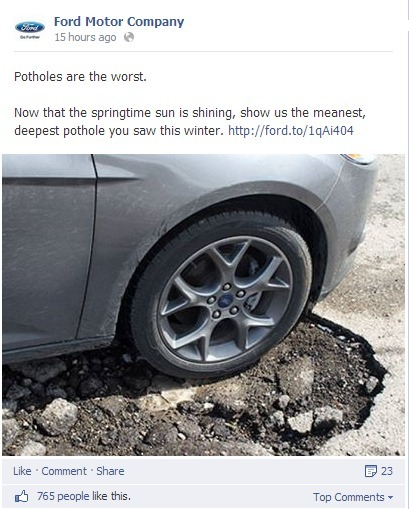 Ford
Go Further
Ford Motor Company
15 hours ago
Potholes are the worst.
Now that the springtime sun is shining, show us the meanest,
deepest pothole you saw this winter. http://ford.to/1qAi404
Like · Comment · Share
23
765 people like this.
Top Comments